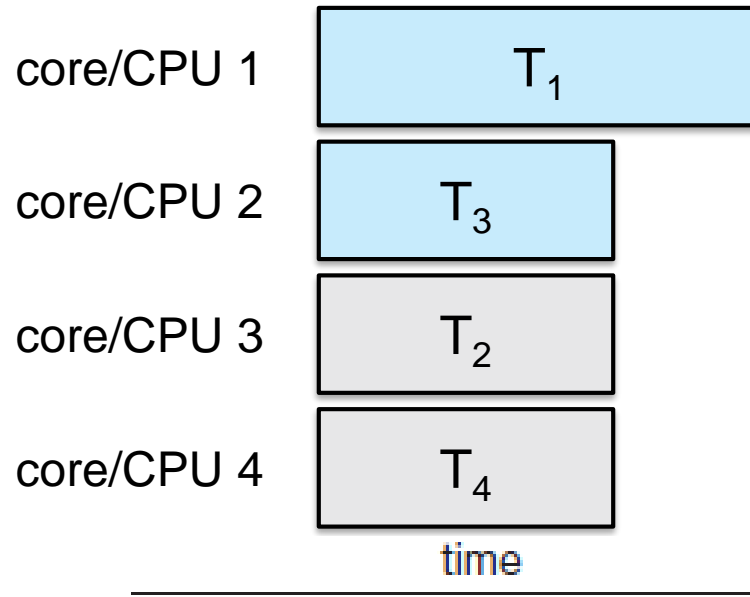 core/CPU 1 T₁
core/CPU 2 T₃
core/CPU 3 T₂
core/CPU 4 T₄
time